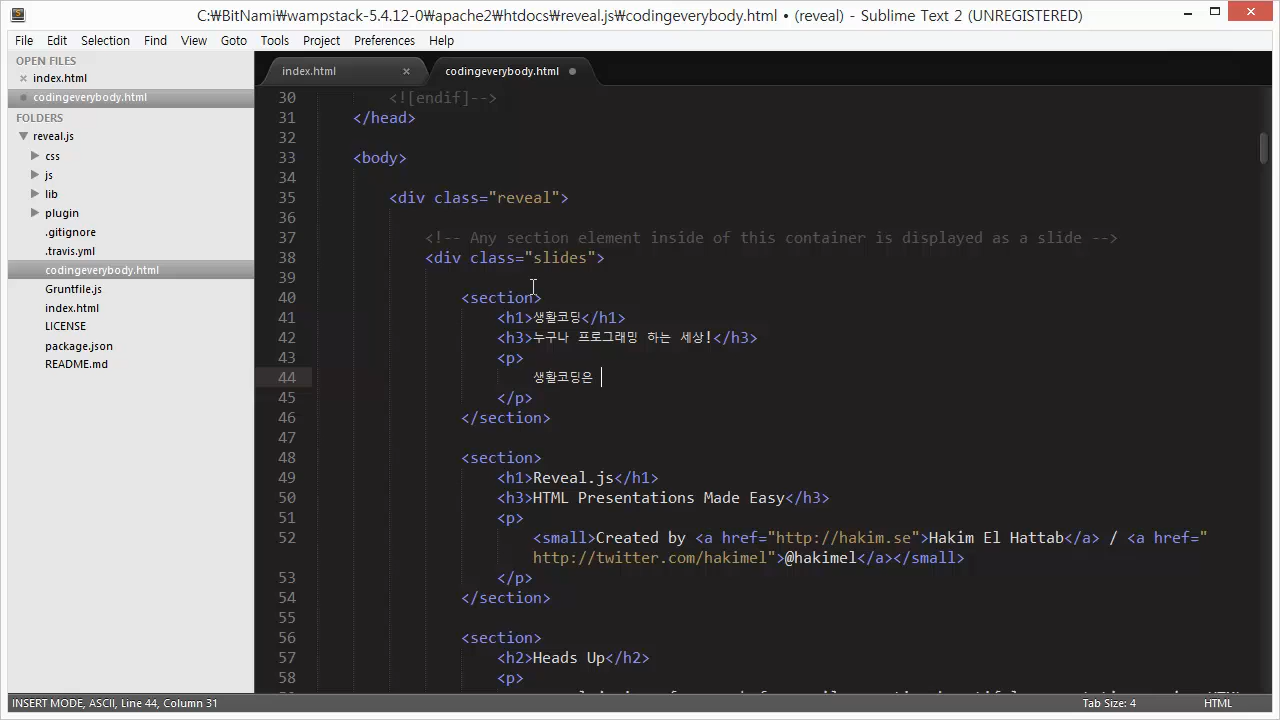 C:₩BitNami₩wampstack-5.4.12-0₩apache2₩htdocs₩reveal.js₩codingeverybody.html • (reveal) - Sublime Text 2 (UNREGISTERED)
File Edit Selection Find View Goto Tools Project Preferences Help
OPEN FILES
index.html
codingeverybody.html
FOLDERS
reveal.js
css
js
lib
plugin
.gitignore
.travis.yml
codingeverybody.html
Gruntfile.js
index.html
LICENSE
package.json
README.md
index.html codingeverybody.html
30 <![endif]-->
31 </head>
32
33 <body>
34
35 <div class="reveal">
36
37 <!-- Any section element inside of this container is displayed as a slide -->
38 <div class="slides">
39
40 <section>
41 <h1>생활코딩</h1>
42 <h3>누구나 프로그래밍 하는 세상!</h3>
43 <p>
44 생활코딩은
45 </p>
46 </section>
47
48 <section>
49 <h1>Reveal.js</h1>
50 <h3>HTML Presentations Made Easy</h3>
51 <p>
52 <small>Created by <a href="http://hakim.se">Hakim El Hattab</a> / <a href="
http://twitter.com/hakimel">@hakimel</a></small>
53 </p>
54 </section>
55
56 <section>
57 <h2>Heads Up</h2>
58 <p>
INSERT MODE, ASCII, Line 44, Column 31 Tab Size: 4 HTML